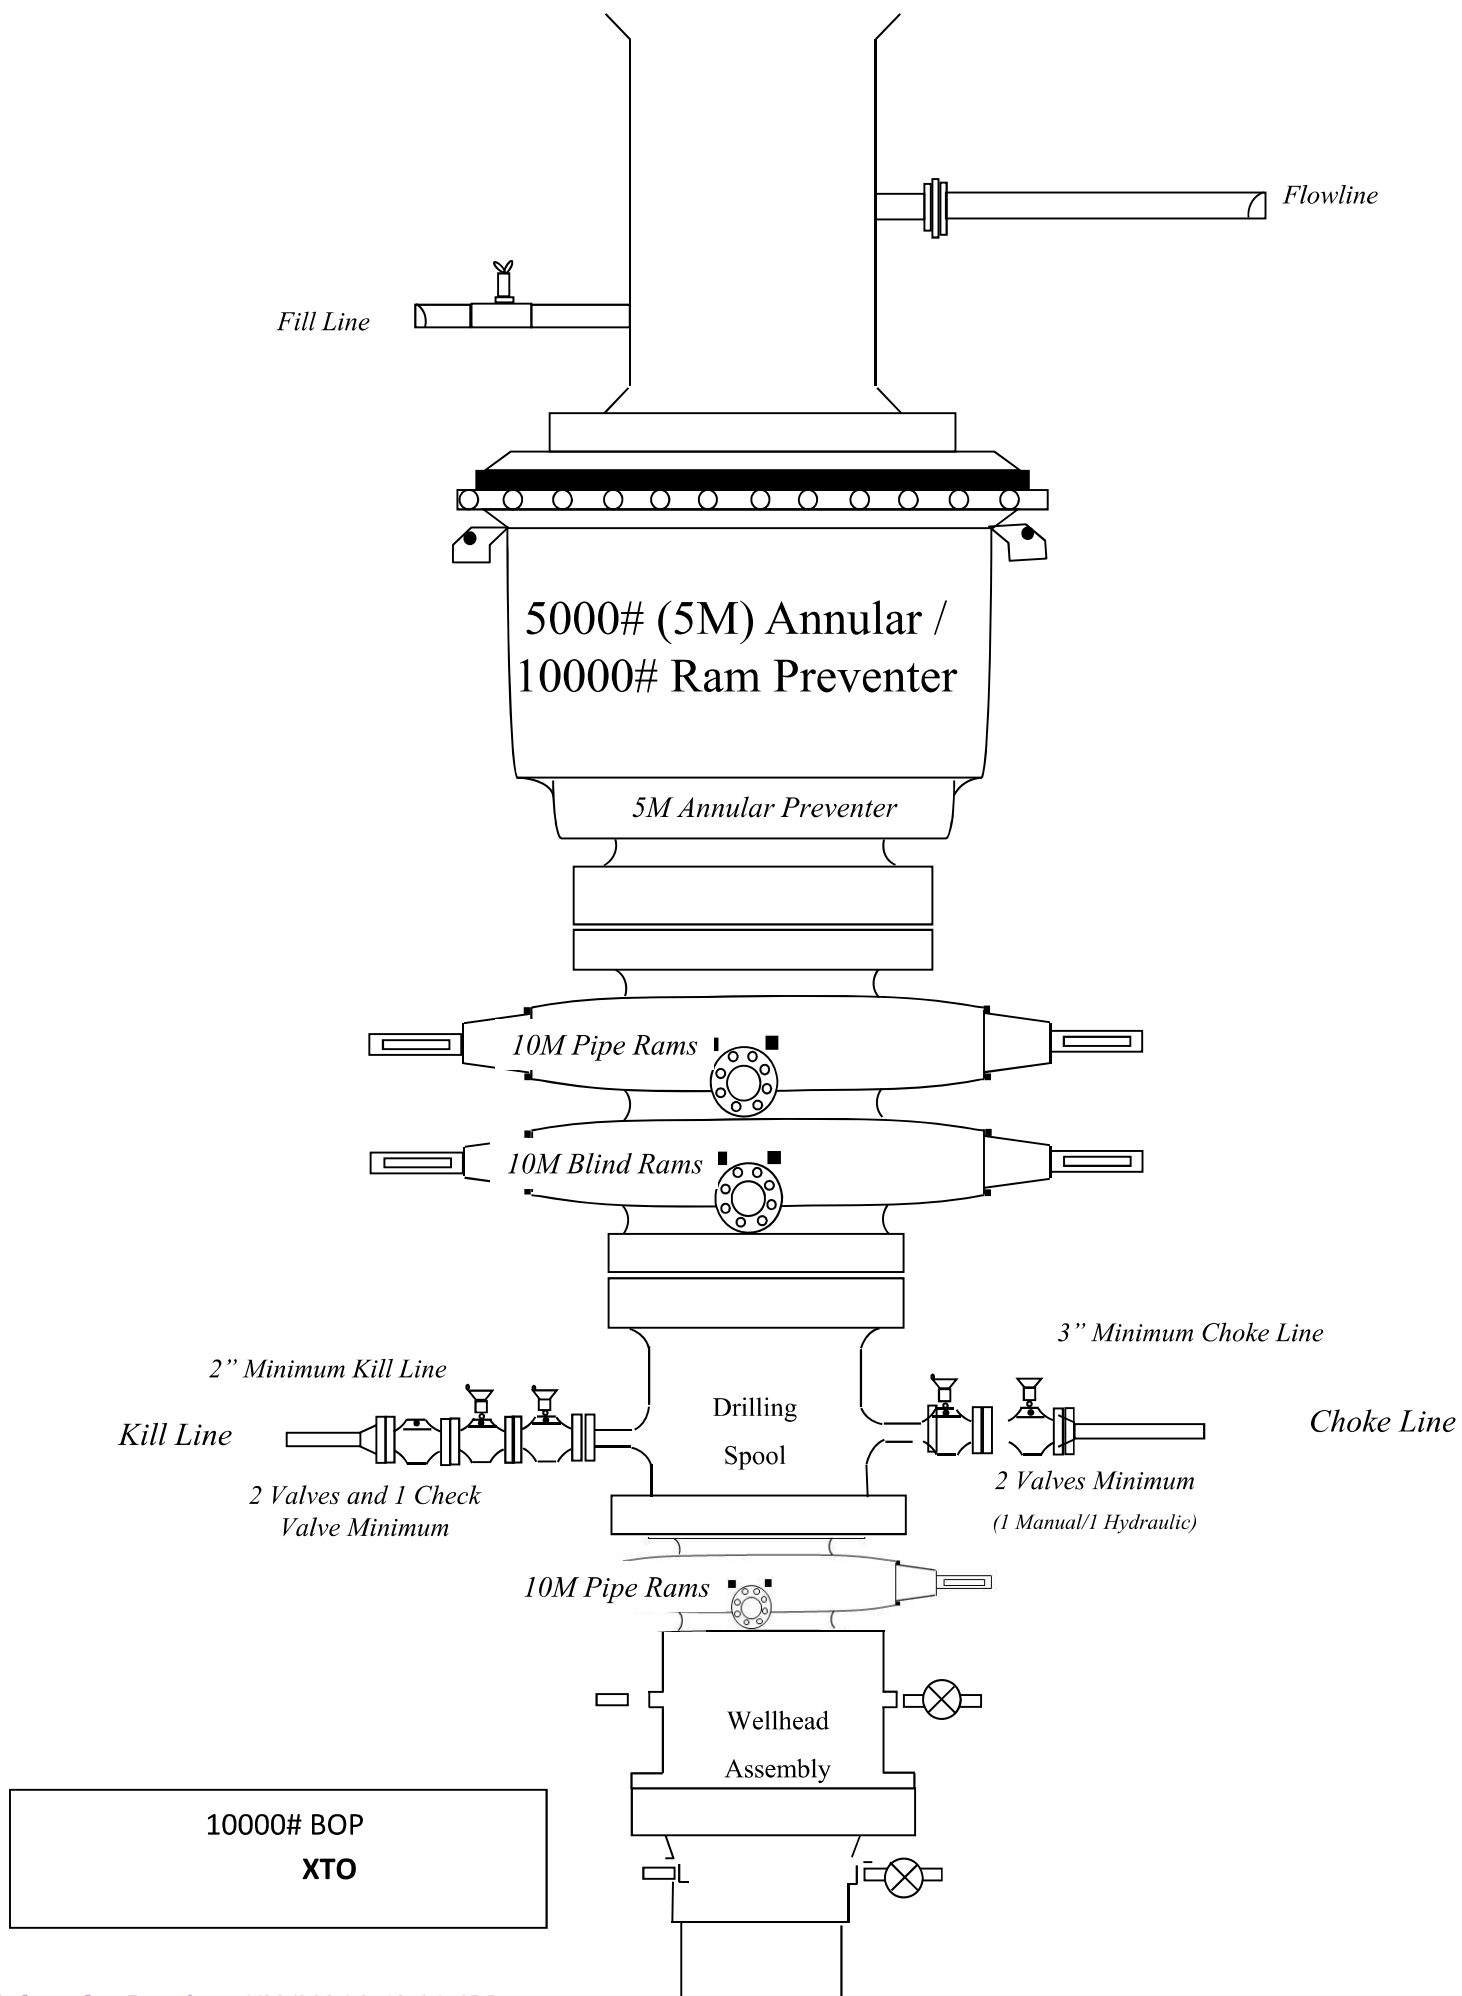 Flowline
Fill Line
5000# (5M) Annular /
10000# Ram Preventer
5M Annular Preventer
10M Pipe Rams
10M Blind Rams
3” Minimum Choke Line
2” Minimum Kill Line
Drilling
Spool
Kill Line
Choke Line
2 Valves Minimum
(1 Manual/1 Hydraulic)
2 Valves and 1 Check
Valve Minimum
10M Pipe Rams
Wellhead
Assembly
10000# BOP
XTO